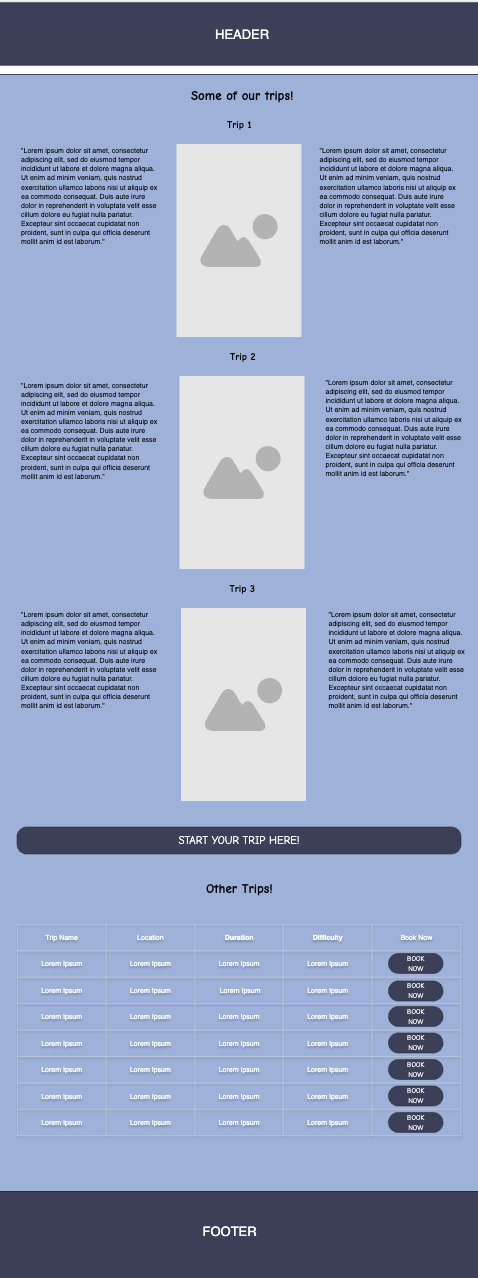 HEADER
Some of our trips!
Trip 1
"Lorem ipsum dolor sit amet, consectetur
adipiscing elit, sed do eiusmod tempor
incididunt ut labore et dolore magna aliqua.
Ut enim ad minim veniam, quis nostrud
exercitation ullamco laboris nisi ut aliquip ex
ea commodo consequat. Duis aute irure
dolor in reprehenderit in voluptate velit esse
cillum dolore eu fugiat nulla pariatur.
Excepteur sint occaecat cupidatat non
proident, sunt in culpa qui officia deserunt
mollit anim id est laborum."
"Lorem ipsum dolor sit amet, consectetur
adipiscing elit, sed do eiusmod tempor
incididunt ut labore et dolore magna aliqua.
Ut enim ad minim veniam, quis nostrud
exercitation ullamco laboris nisi ut aliquip ex
ea commodo consequat. Duis aute irure
dolor in reprehenderit in voluptate velit esse
cillum dolore eu fugiat nulla pariatur.
Excepteur sint occaecat cupidatat non
proident, sunt in culpa qui officia deserunt
mollit anim id est laborum."
Trip 2
"Lorem ipsum dolor sit amet, consectetur
adipiscing elit, sed do eiusmod tempor
incididunt ut labore et dolore magna aliqua.
Ut enim ad minim veniam, quis nostrud
exercitation ullamco laboris nisi ut aliquip ex
ea commodo consequat. Duis aute irure
dolor in reprehenderit in voluptate velit esse
cillum dolore eu fugiat nulla pariatur.
Excepteur sint occaecat cupidatat non
proident, sunt in culpa qui officia deserunt
mollit anim id est laborum."
"Lorem ipsum dolor sit amet, consectetur
adipiscing elit, sed do eiusmod tempor
incididunt ut labore et dolore magna aliqua.
Ut enim ad minim veniam, quis nostrud
exercitation ullamco laboris nisi ut aliquip ex
ea commodo consequat. Duis aute irure
dolor in reprehenderit in voluptate velit esse
cillum dolore eu fugiat nulla pariatur.
Excepteur sint occaecat cupidatat non
proident, sunt in culpa qui officia deserunt
mollit anim id est laborum."
Trip 3
"Lorem ipsum dolor sit amet, consectetur
adipiscing elit, sed do eiusmod tempor
incididunt ut labore et dolore magna aliqua.
Ut enim ad minim veniam, quis nostrud
exercitation ullamco laboris nisi ut aliquip ex
ea commodo consequat. Duis aute irure
dolor in reprehenderit in voluptate velit esse
cillum dolore eu fugiat nulla pariatur.
Excepteur sint occaecat cupidatat non
proident, sunt in culpa qui officia deserunt
mollit anim id est laborum."
"Lorem ipsum dolor sit amet, consectetur
adipiscing elit, sed do eiusmod tempor
incididunt ut labore et dolore magna aliqua.
Ut enim ad minim veniam, quis nostrud
exercitation ullamco laboris nisi ut aliquip ex
ea commodo consequat. Duis aute irure
dolor in reprehenderit in voluptate velit esse
cillum dolore eu fugiat nulla pariatur.
Excepteur sint occaecat cupidatat non
proident, sunt in culpa qui officia deserunt
mollit anim id est laborum."
START YOUR TRIP HERE!
Other Trips!
Trip Name Location Duration Difficulty Book Now
Lorem Ipsum Lorem Ipsum Lorem Ipsum Lorem Ipsum BOOK NOW
Lorem Ipsum Lorem Ipsum Lorem Ipsum Lorem Ipsum BOOK NOW
Lorem Ipsum Lorem Ipsum Lorem Ipsum Lorem Ipsum BOOK NOW
Lorem Ipsum Lorem Ipsum Lorem Ipsum Lorem Ipsum BOOK NOW
Lorem Ipsum Lorem Ipsum Lorem Ipsum Lorem Ipsum BOOK NOW
Lorem Ipsum Lorem Ipsum Lorem Ipsum Lorem Ipsum BOOK NOW
Lorem Ipsum Lorem Ipsum Lorem Ipsum Lorem Ipsum BOOK NOW
FOOTER